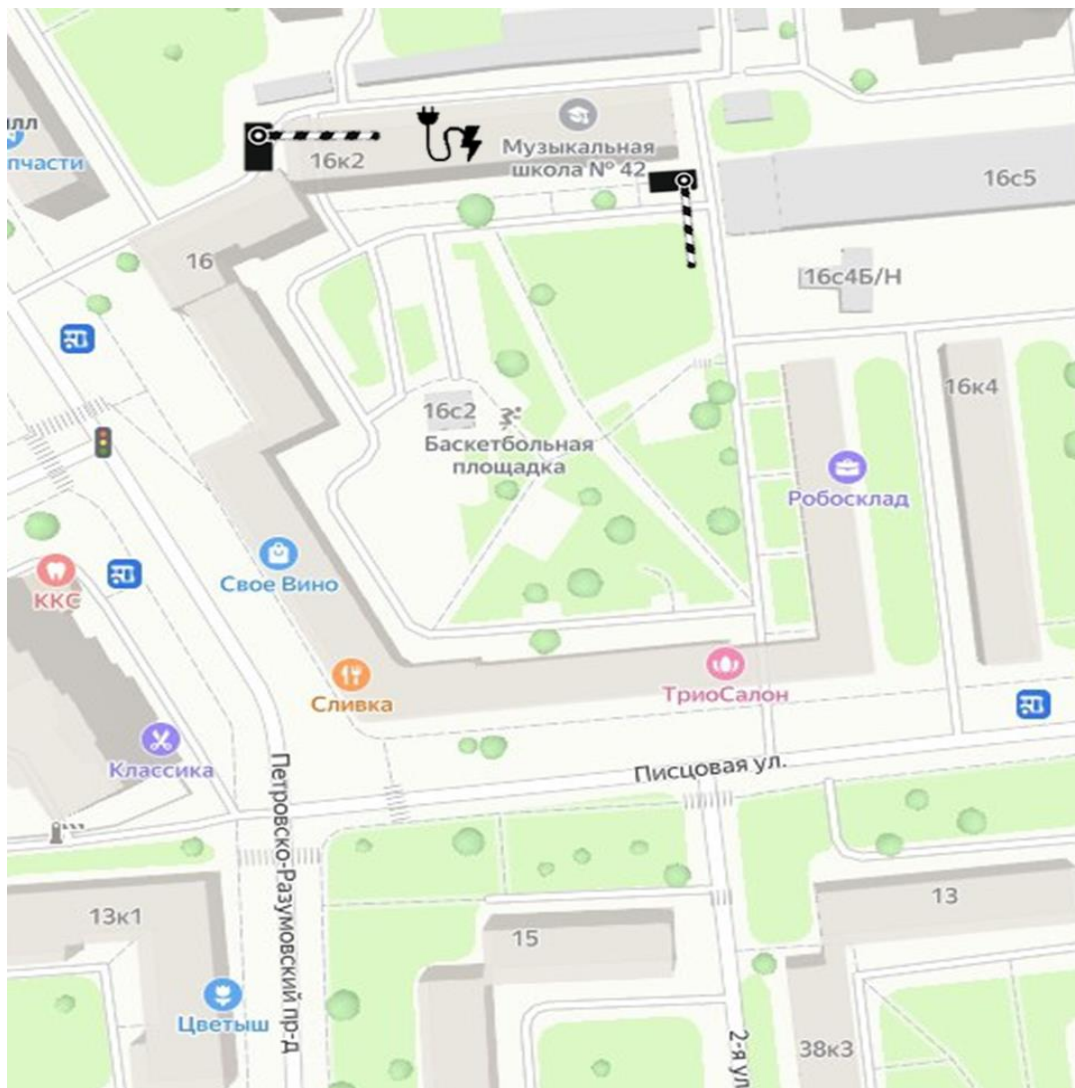 лл
пчасти
Музыкальная
школа № 42
16к2
16с5
16
16с4Б/Н
16к4
16с2
Баскетбольная
площадка
Робосклад
Свое Вино
ККС
Сливка
ТриоСалон
Классика
Писцовая ул.
Петровско-Разумовский пр-д
13к1
15
13
Цветыш
2-я ул
38к3